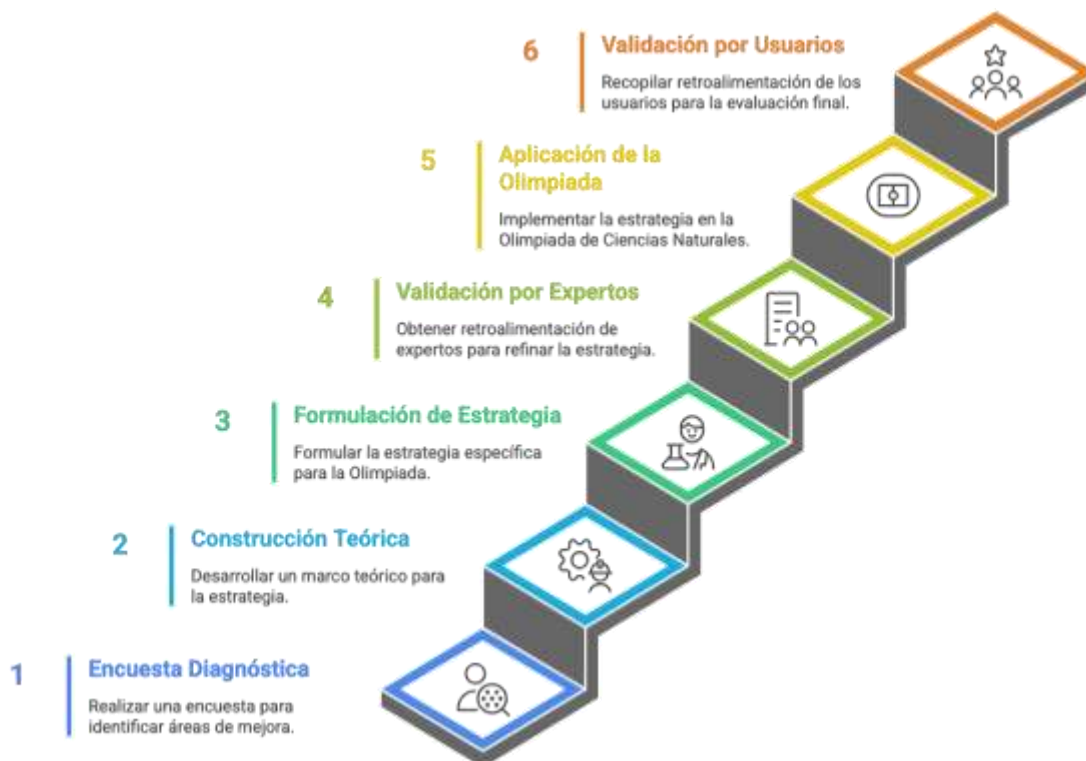 6
Validación por Usuarios
Recopilar retroalimentación de los
usuarios para la evaluación final.
5
Aplicación de la
Olimpiada
Implementar la estrategia en la
Olimpiada de Ciencias Naturales.
4
Validación por Expertos
Obtener retroalimentación de
expertos para refinar la estrategia.
3
Formulación de Estrategia
Formular la estrategia específica
para la Olimpiada.
2
Construcción Teórica
Desarrollar un marco teórico para
la estrategia.
1
Encuesta Diagnóstica
Realizar una encuesta para
identificar áreas de mejora.